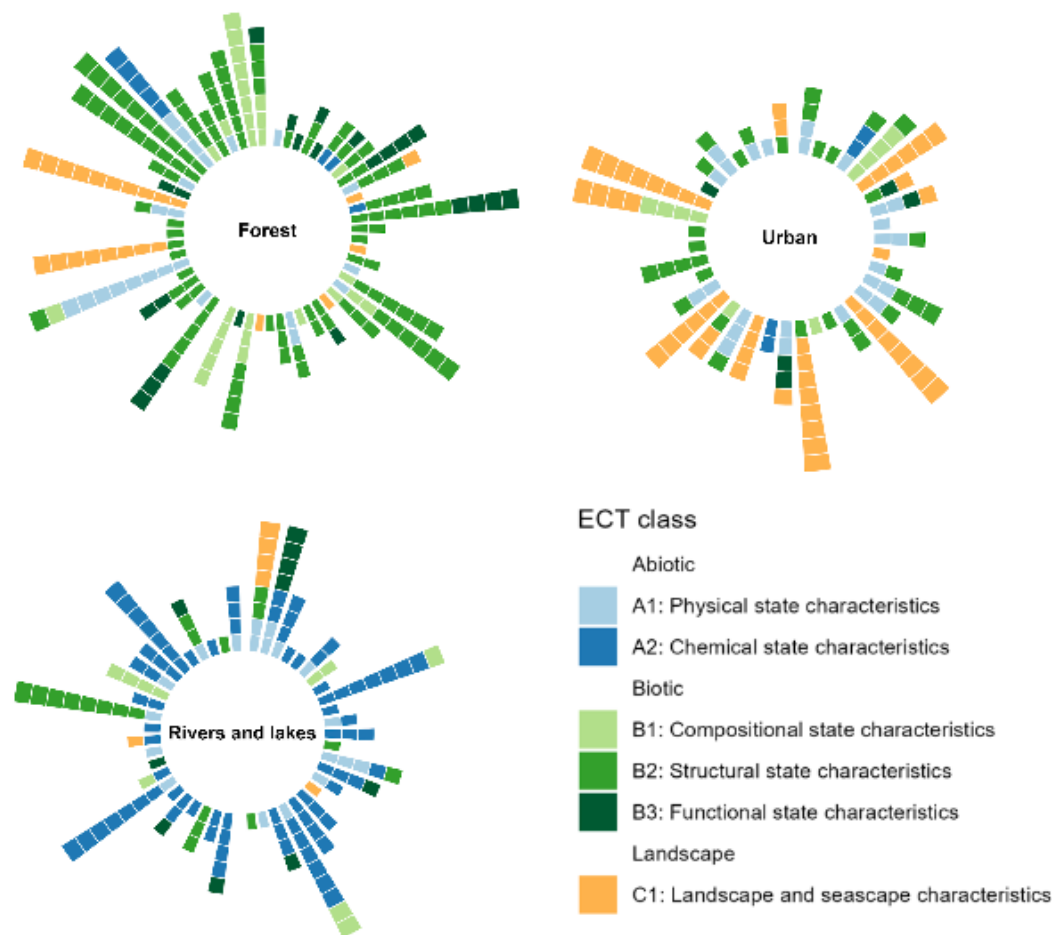 Forest
Urban
Rivers and lakes
ECT class
Abiotic
A1: Physical state characteristics
A2: Chemical state characteristics
Biotic
B1: Compositional state characteristics
B2: Structural state characteristics
B3: Functional state characteristics
Landscape
C1: Landscape and seascape characteristics